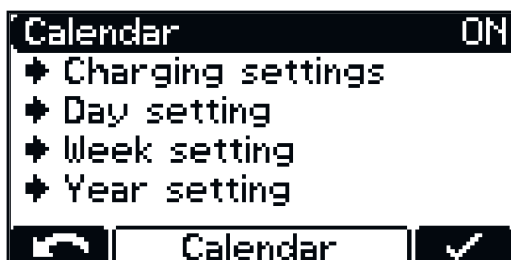 Calendar ON
Charging settings
Day setting
Week setting
Year setting
Calendar